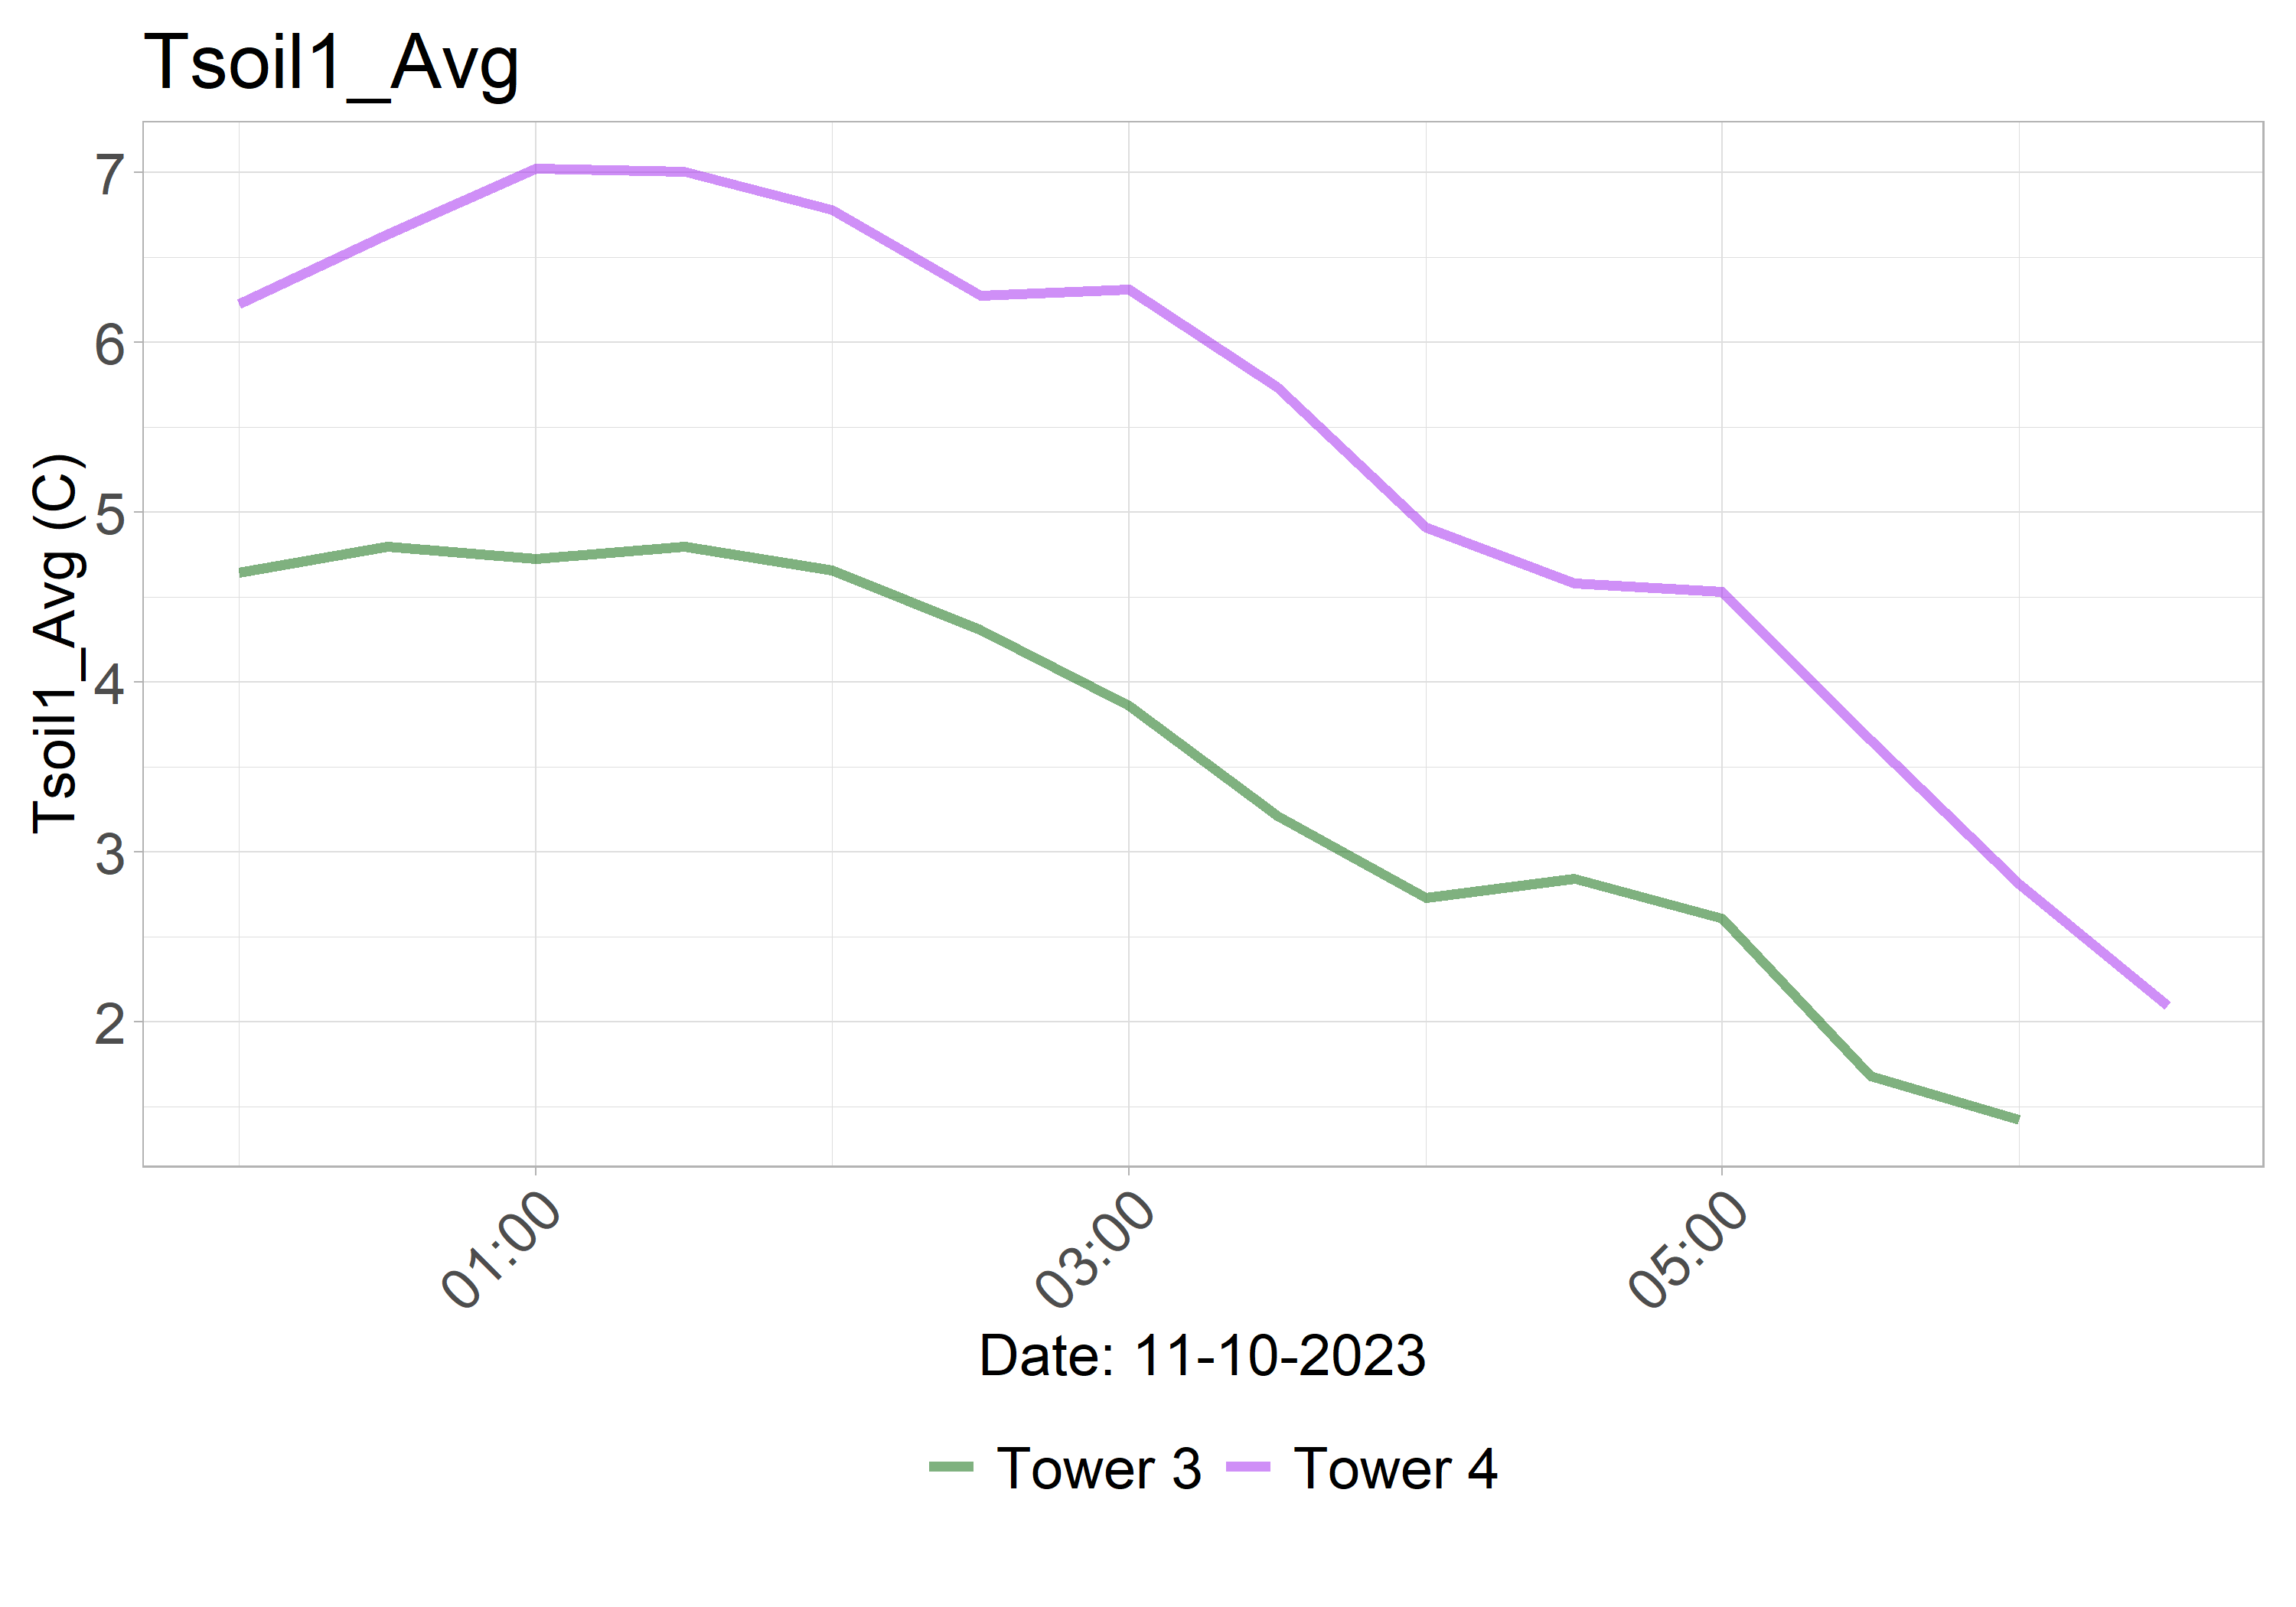 Tsoil1_Avg
Tsoil1_Avg (C)
7
6
5
4
3
2
01:00
03:00
05:00
Date: 11-10-2023
Tower 3
Tower 4